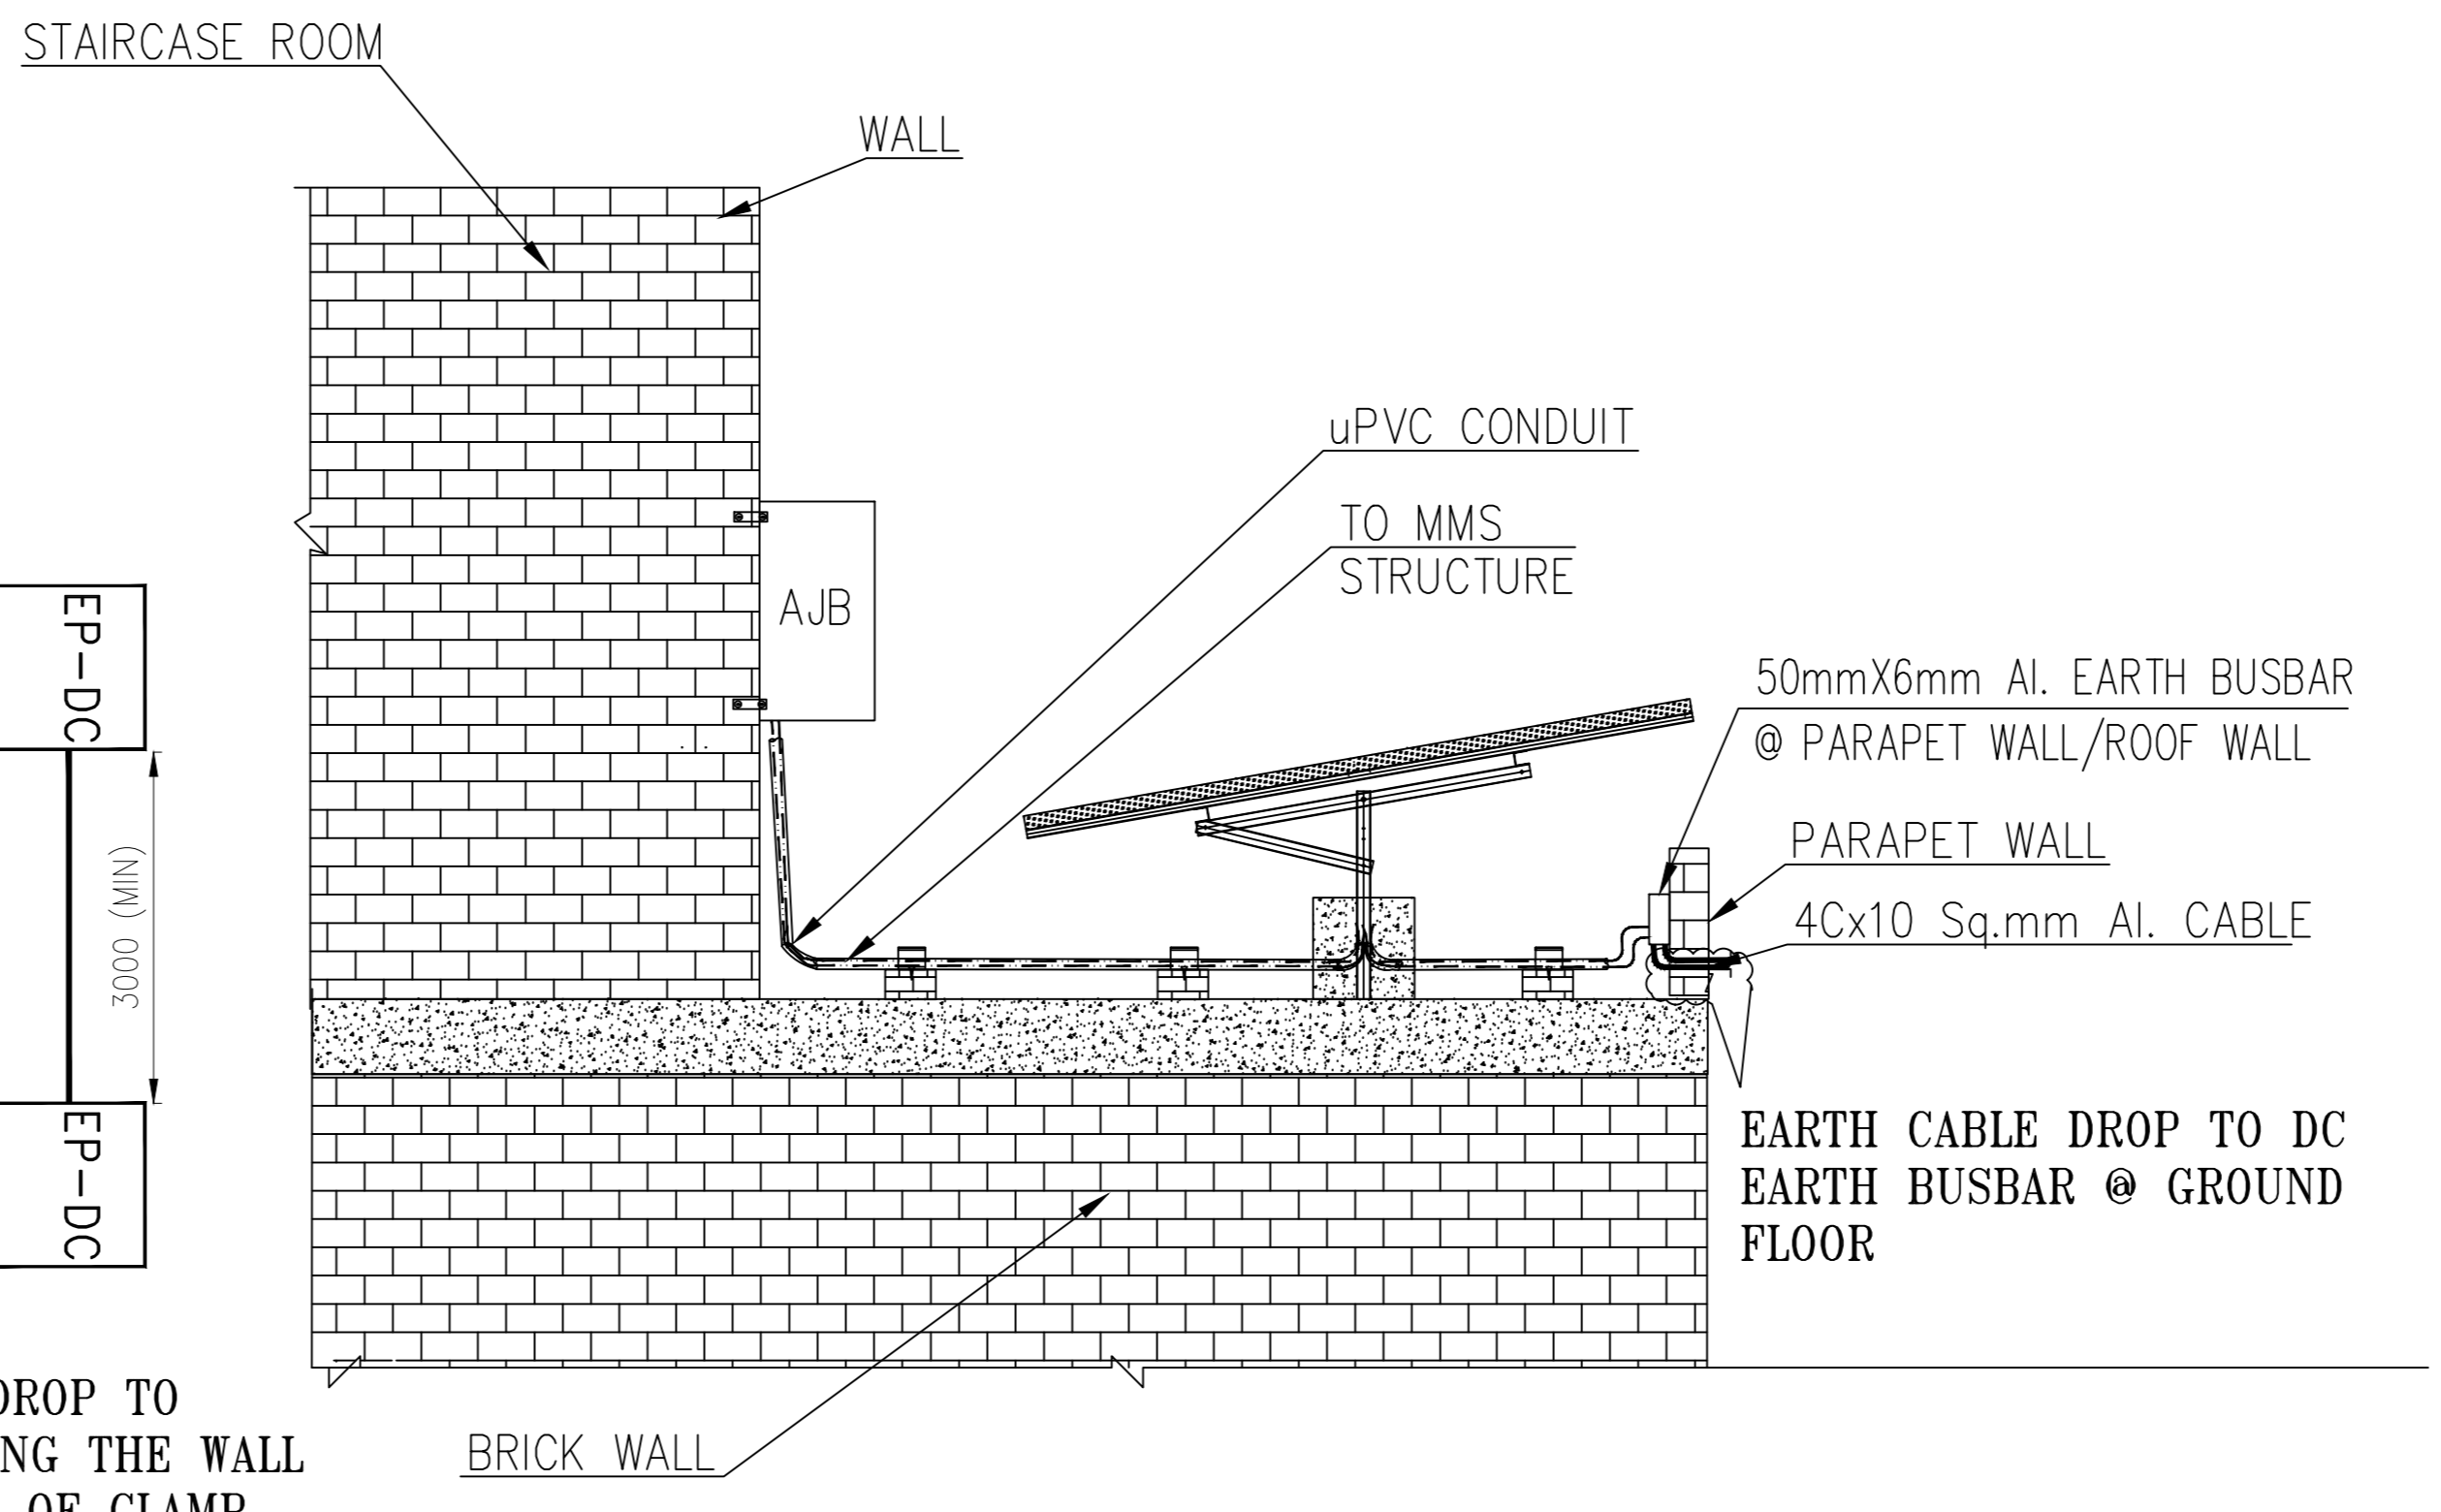 STAIRCASE ROOM
WALL
uPVC CONDUIT
TO MMS
STRUCTURE
AJB
EP-DC
50mmX6mm Al. EARTH BUSBAR
@ PARAPET WALL/ROOF WALL
PARAPET WALL
3000 (MIN)
4Cx10 Sq.mm Al. CABLE
EP-DC
EARTH CABLE DROP TO DC
EARTH BUSBAR @ GROUND
FLOOR
DROP TO
NG THE WALL
OF CLAMP
BRICK WALL